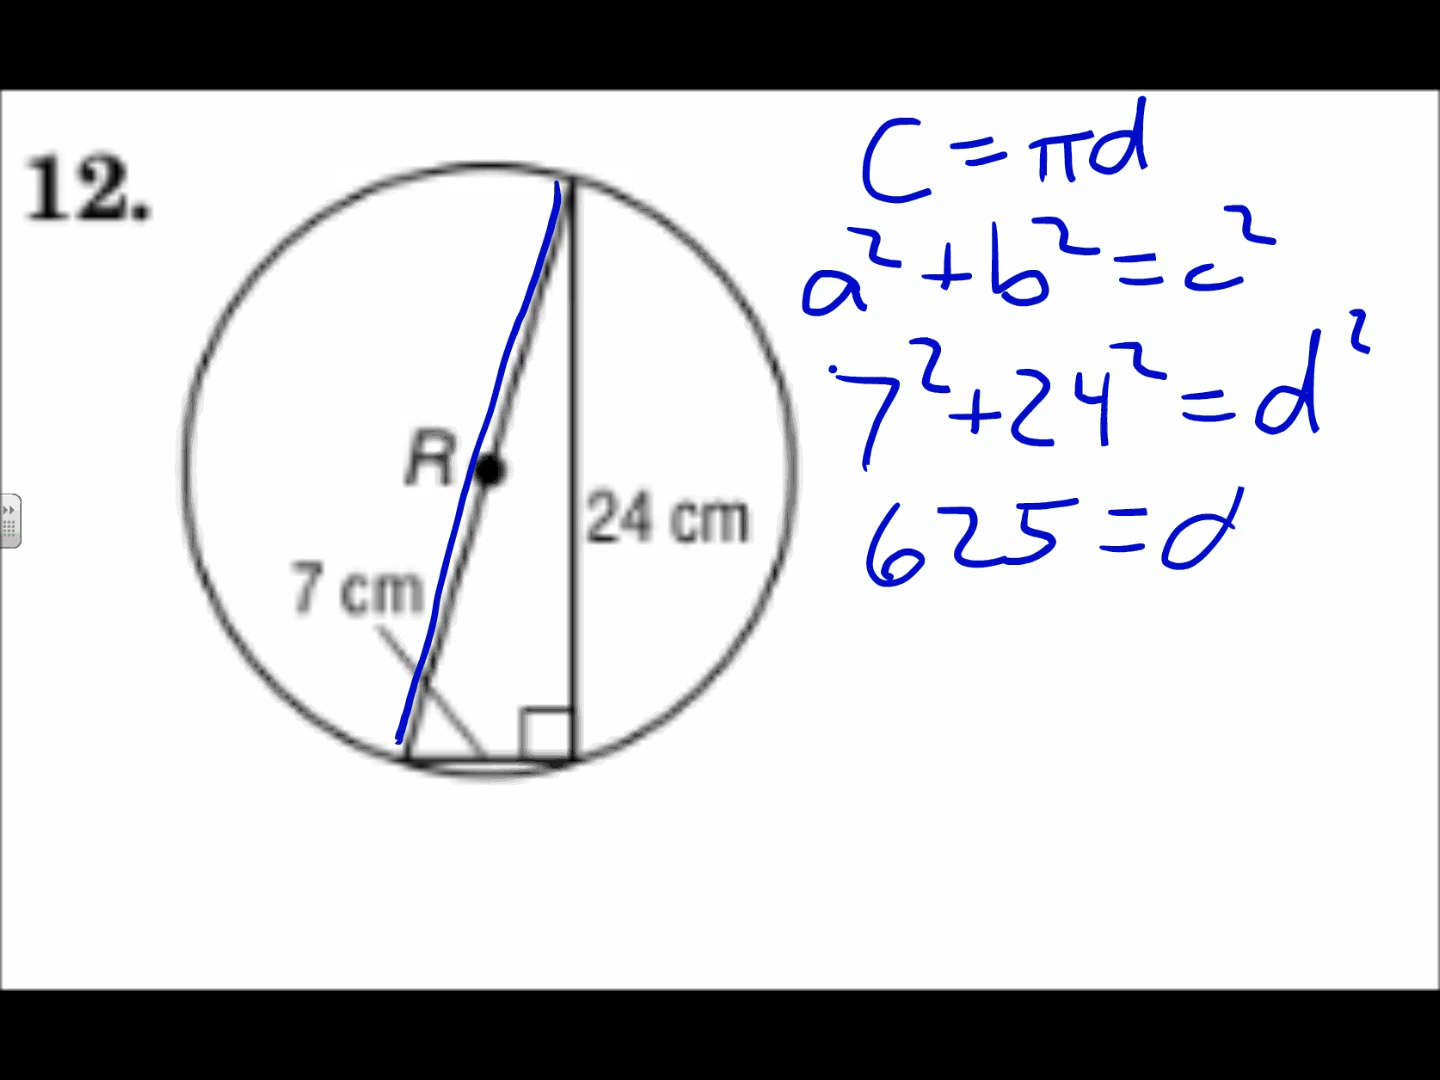 12.
C = πd
a² + b² = c²
7² + 24² = d²
R
24 cm
625 = d
7 cm